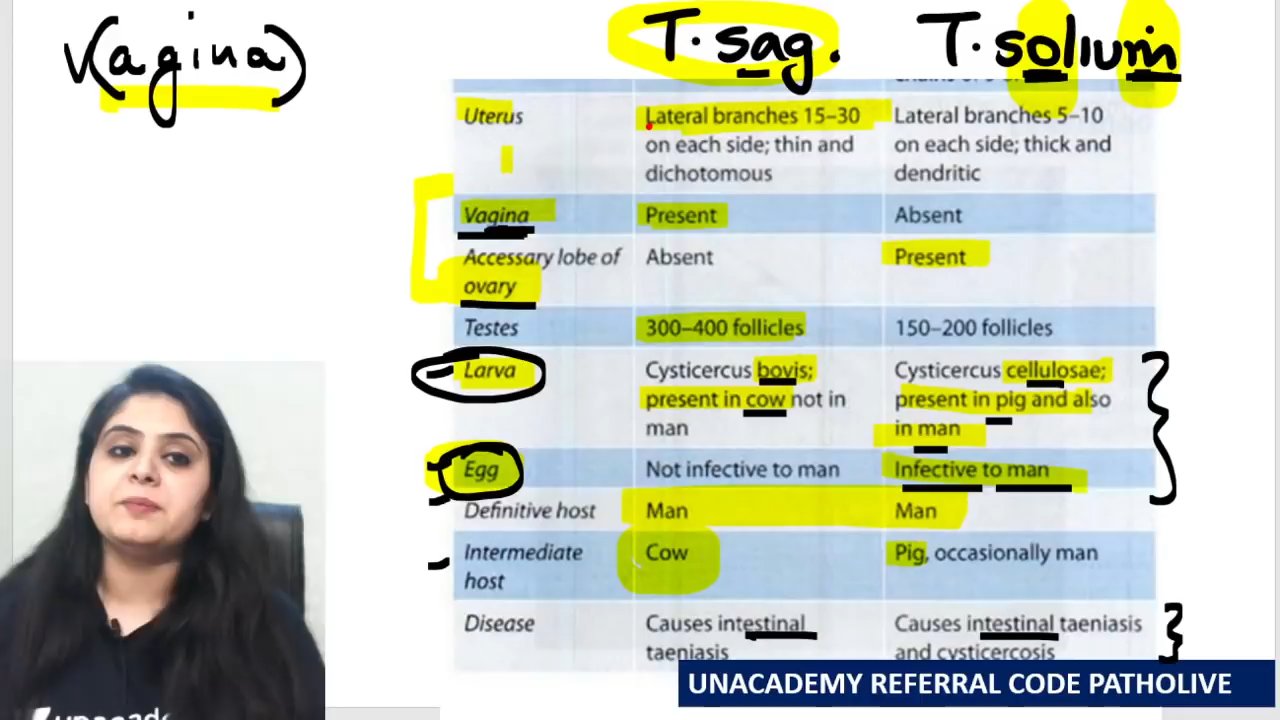 V(agina)
T. sag.
T. solium
Uterus
Lateral branches 15–30
on each side; thin and
dichotomous
Lateral branches 5–10
on each side; thick and
dendritic
Vagina
Present
Absent
Accessary lobe of
ovary
Absent
Present
Testes
300–400 follicles
150–200 follicles
Larva
Cysticercus bovis;
present in cow not in
man
Cysticercus cellulosae;
present in pig and also
in man
Egg
Not infective to man
Infective to man
Definitive host
Man
Man
Intermediate
host
Cow
Pig, occasionally man
Disease
Causes intestinal
taeniasis
Causes intestinal taeniasis
and cysticercosis
UNACADEMY REFERRAL CODE PATHOLIVE